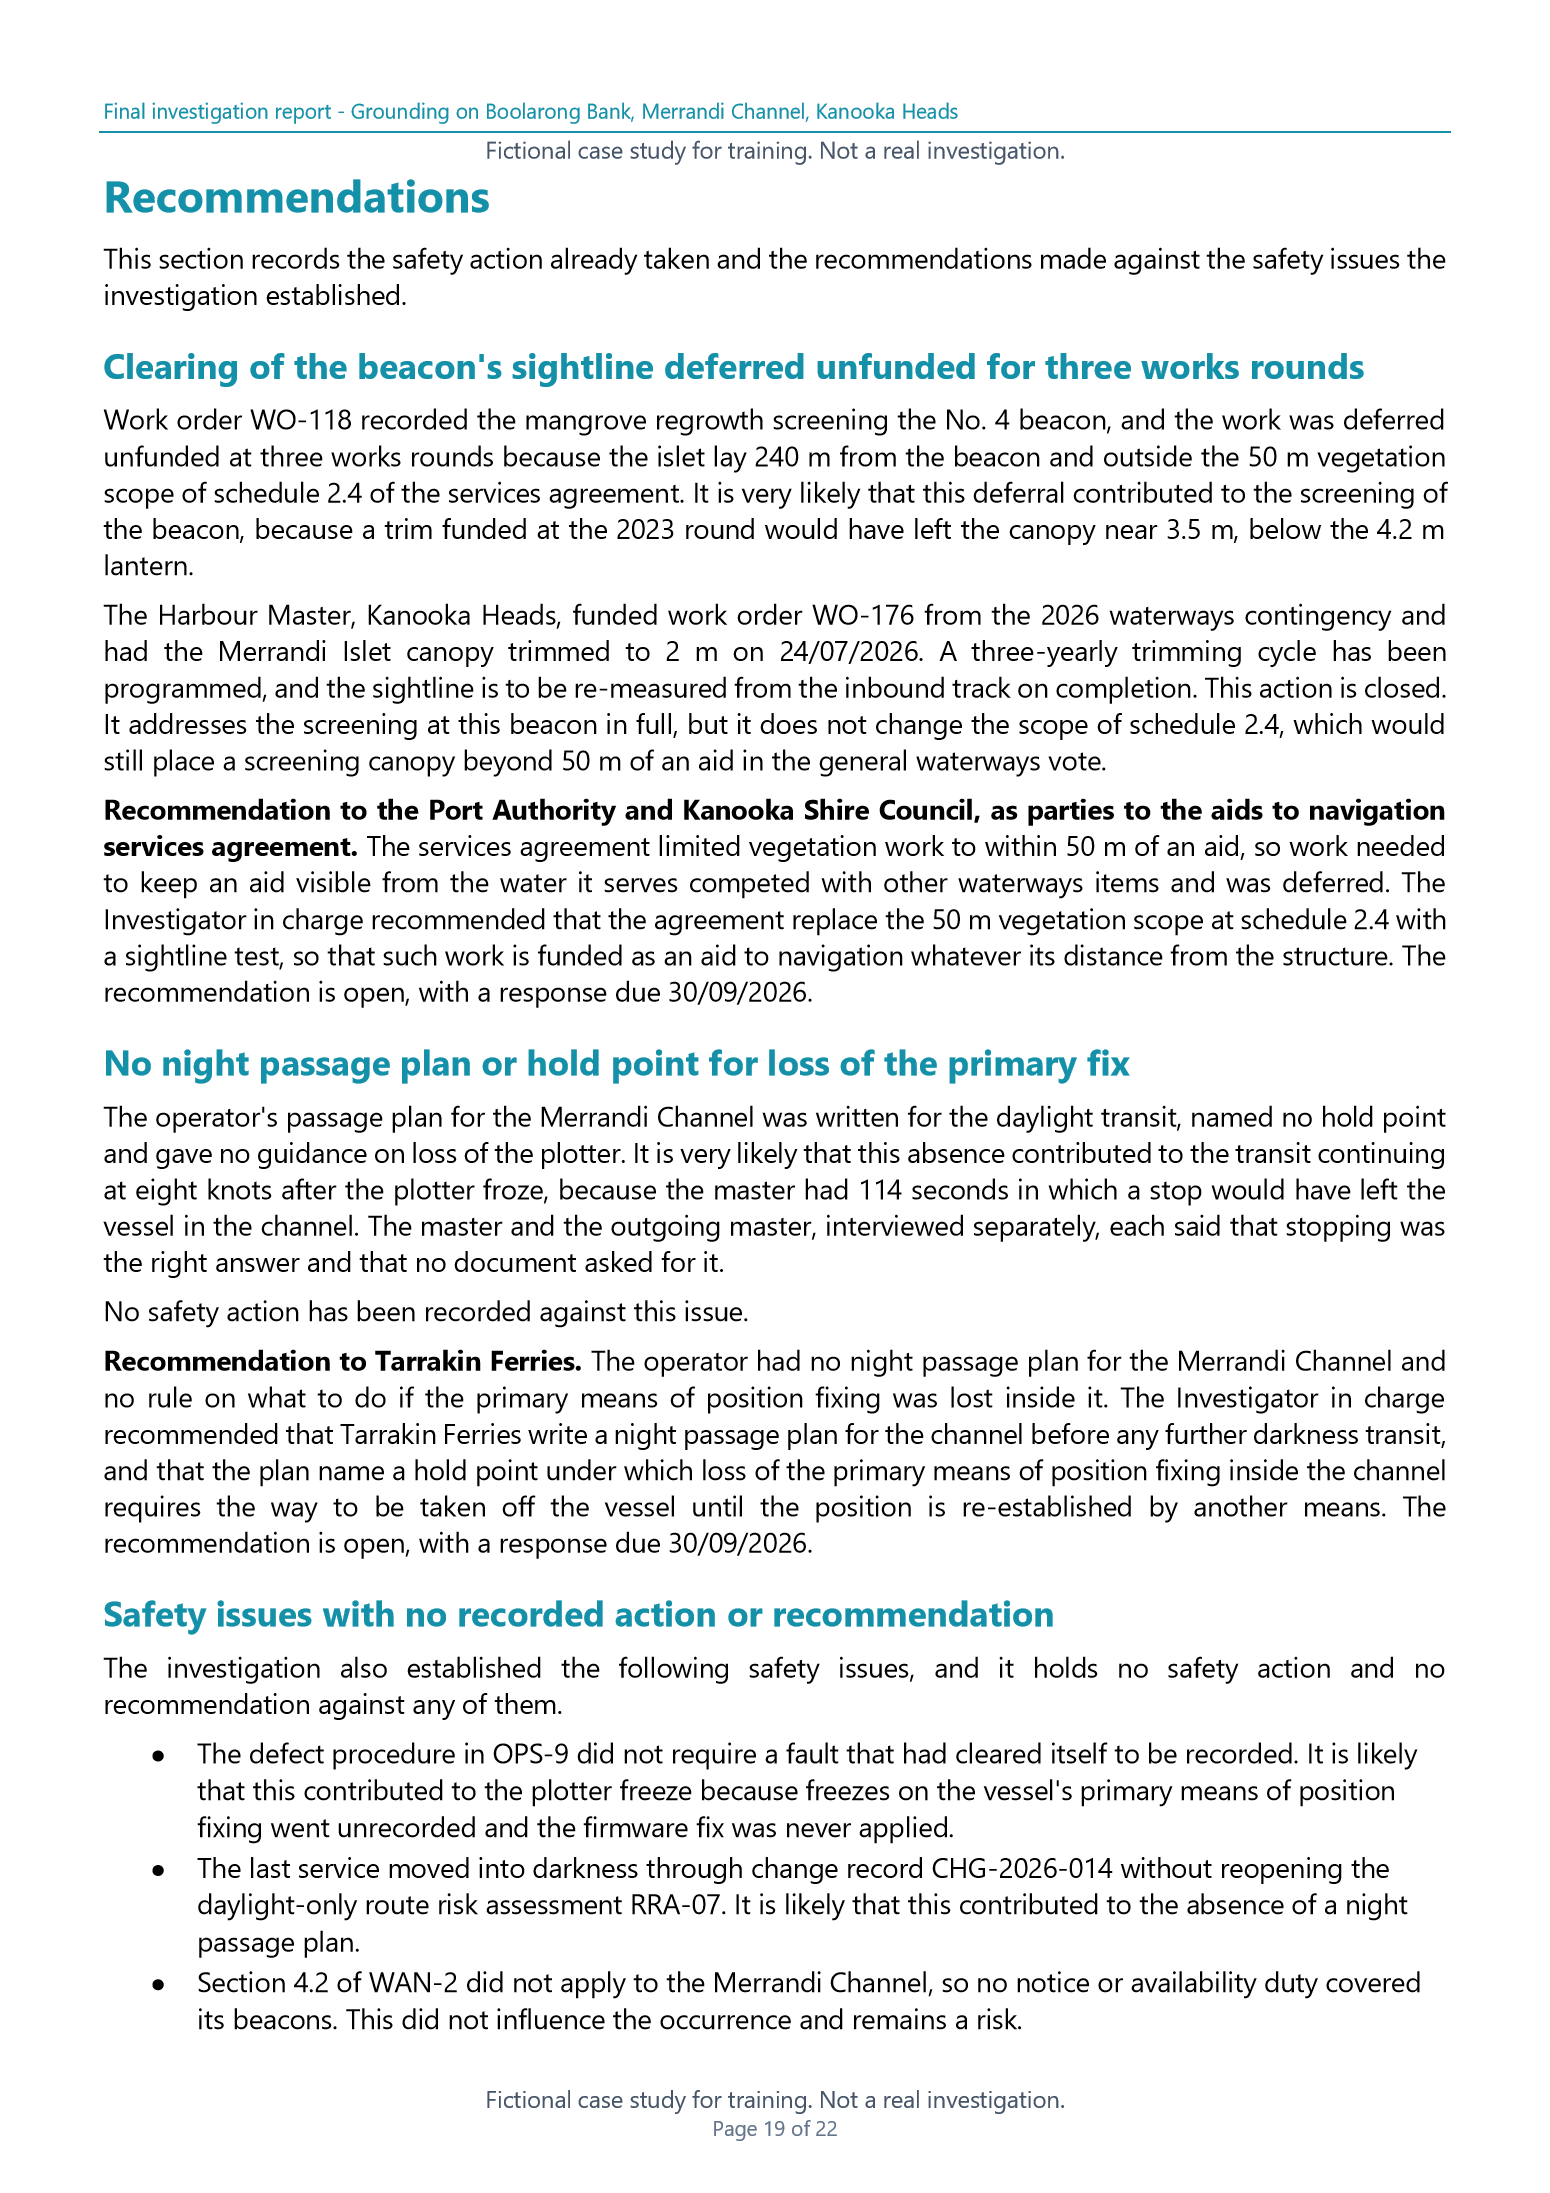 Final investigation report - Grounding on Boolarong Bank, Merrandi Channel, Kanooka Heads
Fictional case study for training. Not a real investigation.
Recommendations
This section records the safety action already taken and the recommendations made against the safety issues the
investigation established.
Clearing of the beacon's sightline deferred unfunded for three works rounds
Work order WO-118 recorded the mangrove regrowth screening the No. 4 beacon, and the work was deferred
unfunded at three works rounds because the islet lay 240 m from the beacon and outside the 50 m vegetation
scope of schedule 2.4 of the services agreement. It is very likely that this deferral contributed to the screening of
the beacon, because a trim funded at the 2023 round would have left the canopy near 3.5 m, below the 4.2 m
lantern.
The Harbour Master, Kanooka Heads, funded work order WO-176 from the 2026 waterways contingency and
had the Merrandi Islet canopy trimmed to 2 m on 24/07/2026. A three-yearly trimming cycle has been
programmed, and the sightline is to be re-measured from the inbound track on completion. This action is closed.
It addresses the screening at this beacon in full, but it does not change the scope of schedule 2.4, which would
still place a screening canopy beyond 50 m of an aid in the general waterways vote.
Recommendation to the Port Authority and Kanooka Shire Council, as parties to the aids to navigation
services agreement. The services agreement limited vegetation work to within 50 m of an aid, so work needed
to keep an aid visible from the water it serves competed with other waterways items and was deferred. The
Investigator in charge recommended that the agreement replace the 50 m vegetation scope at schedule 2.4 with
a sightline test, so that such work is funded as an aid to navigation whatever its distance from the structure. The
recommendation is open, with a response due 30/09/2026.
No night passage plan or hold point for loss of the primary fix
The operator's passage plan for the Merrandi Channel was written for the daylight transit, named no hold point
and gave no guidance on loss of the plotter. It is very likely that this absence contributed to the transit continuing
at eight knots after the plotter froze, because the master had 114 seconds in which a stop would have left the
vessel in the channel. The master and the outgoing master, interviewed separately, each said that stopping was
the right answer and that no document asked for it.
No safety action has been recorded against this issue.
Recommendation to Tarrakin Ferries. The operator had no night passage plan for the Merrandi Channel and
no rule on what to do if the primary means of position fixing was lost inside it. The Investigator in charge
recommended that Tarrakin Ferries write a night passage plan for the channel before any further darkness transit,
and that the plan name a hold point under which loss of the primary means of position fixing inside the channel
requires the way to be taken off the vessel until the position is re-established by another means. The
recommendation is open, with a response due 30/09/2026.
Safety issues with no recorded action or recommendation
The investigation also established the following safety issues, and it holds no safety action and no
recommendation against any of them.
● The defect procedure in OPS-9 did not require a fault that had cleared itself to be recorded. It is likely
that this contributed to the plotter freeze because freezes on the vessel's primary means of position
fixing went unrecorded and the firmware fix was never applied.
● The last service moved into darkness through change record CHG-2026-014 without reopening the
daylight-only route risk assessment RRA-07. It is likely that this contributed to the absence of a night
passage plan.
● Section 4.2 of WAN-2 did not apply to the Merrandi Channel, so no notice or availability duty covered
its beacons. This did not influence the occurrence and remains a risk.
Fictional case study for training. Not a real investigation.
Page 19 of 22